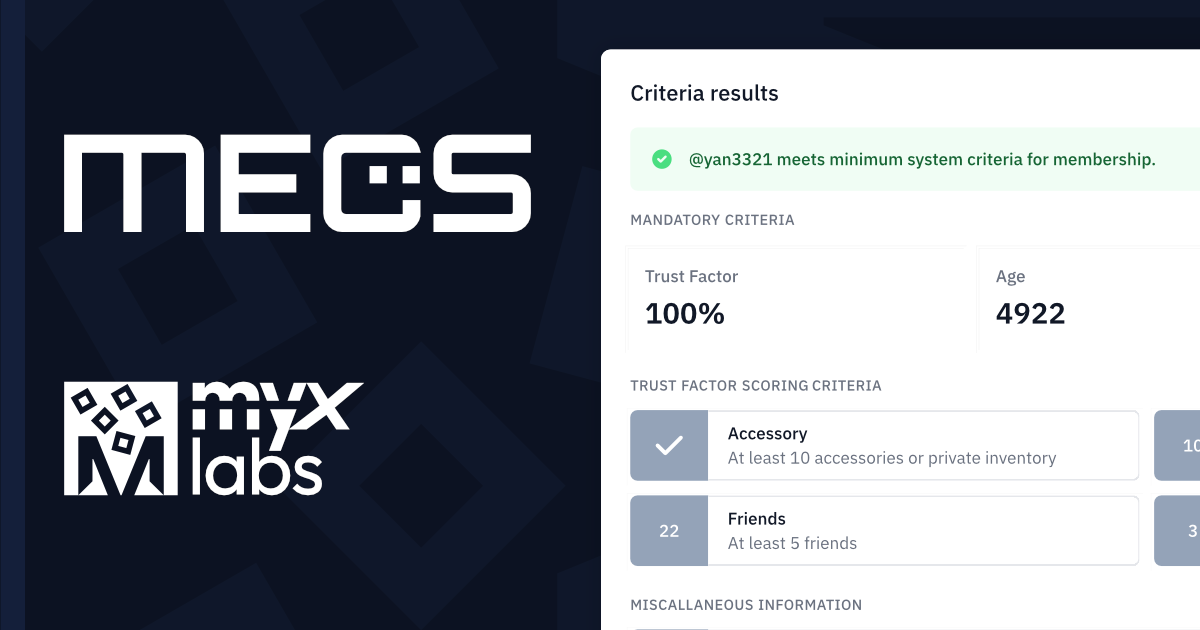 MECS
myx
labs
Criteria results
@yan3321 meets minimum system criteria for membership.
MANDATORY CRITERIA
Trust Factor
100%
Age
4922
TRUST FACTOR SCORING CRITERIA
Accessory
At least 10 accessories or private inventory
10
22
Friends
At least 5 friends
3
MISCELLANEOUS INFORMATION